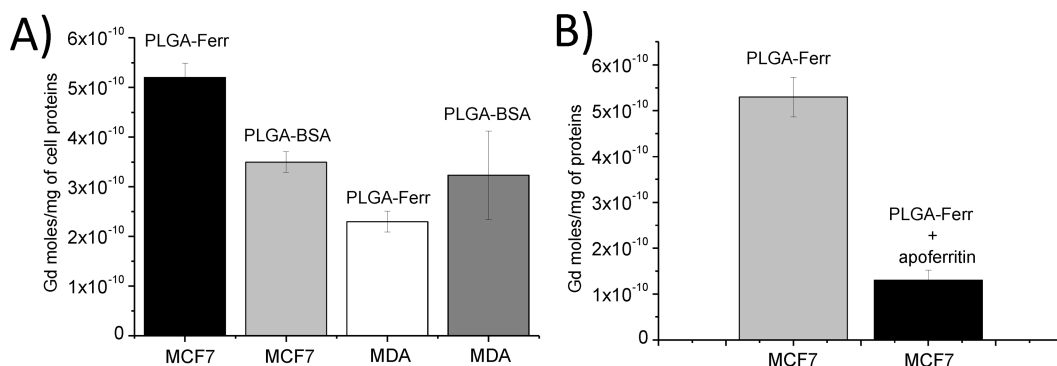 A)
Gd moles/mg of cell proteins
6x10⁻¹⁰
5x10⁻¹⁰
4x10⁻¹⁰
3x10⁻¹⁰
2x10⁻¹⁰
1x10⁻¹⁰
0
PLGA-Ferr
PLGA-BSA
PLGA-Ferr
PLGA-BSA
MCF7
MCF7
MDA
MDA
B)
Gd moles/mg of proteins
6x10⁻¹⁰
5x10⁻¹⁰
4x10⁻¹⁰
3x10⁻¹⁰
2x10⁻¹⁰
1x10⁻¹⁰
0
PLGA-Ferr
PLGA-Ferr
+
apoferritin
MCF7
MCF7